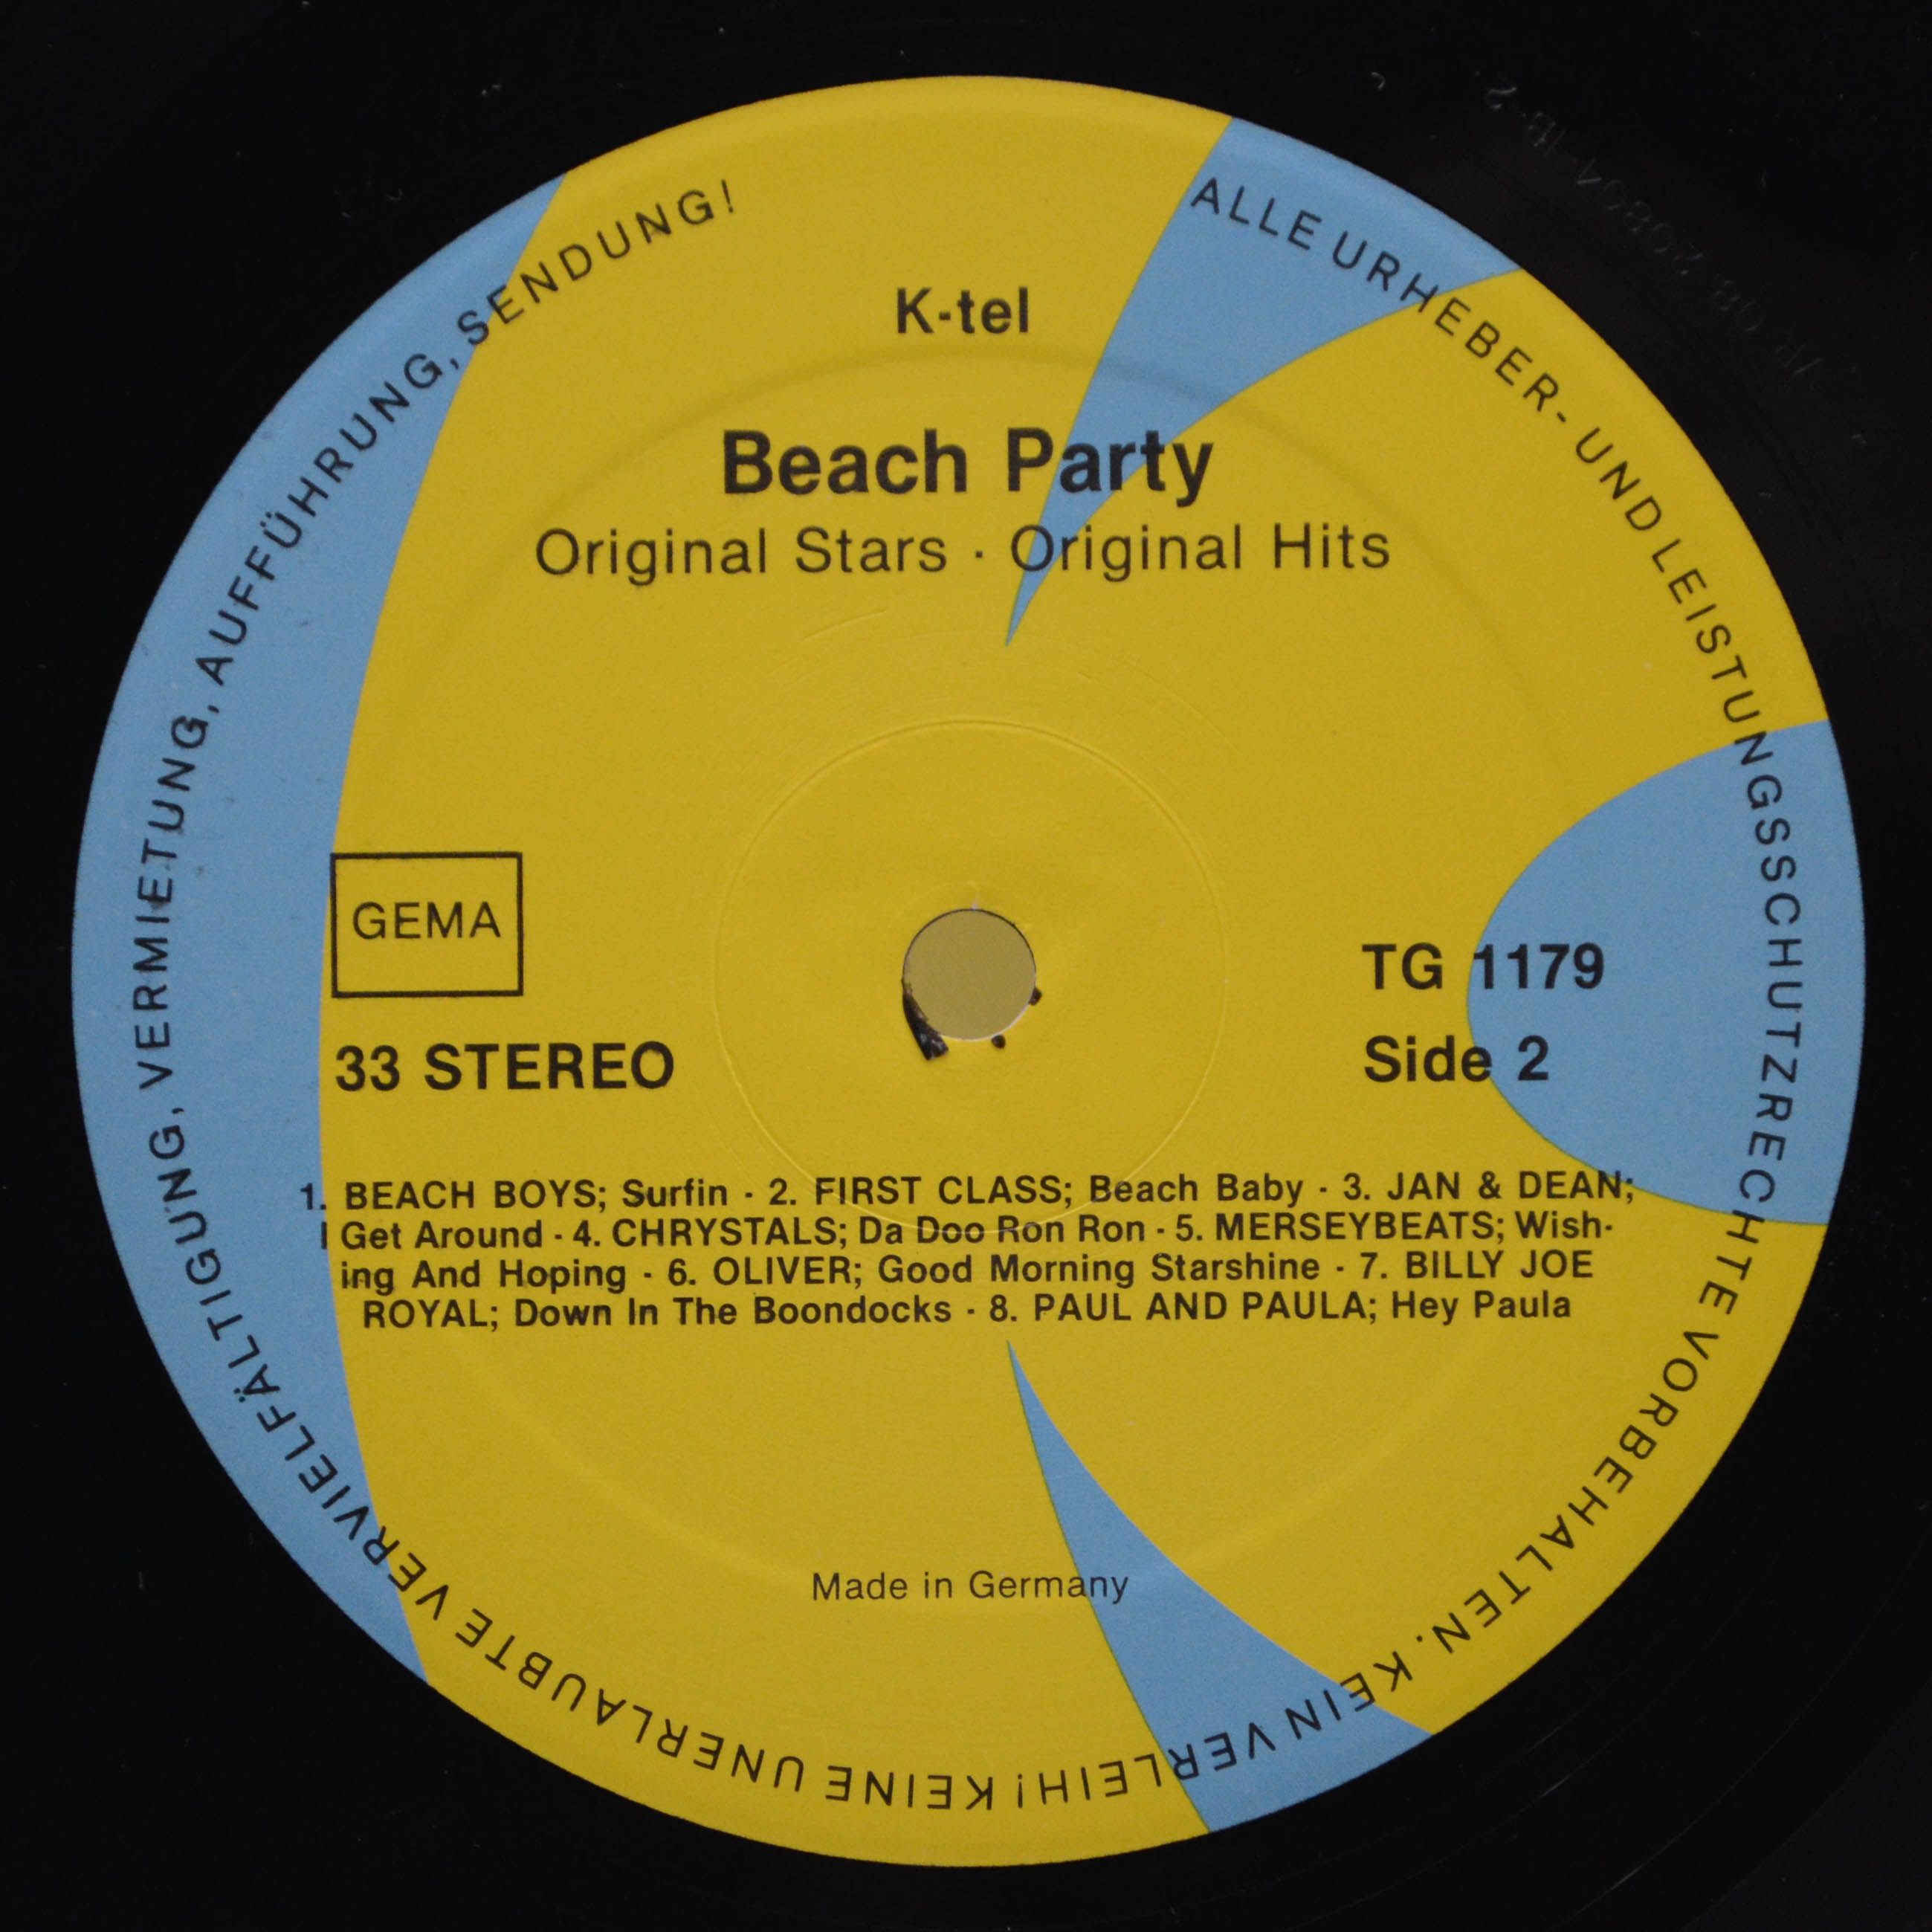 K-tel
Beach Party
Original Stars · Original Hits
GEMA
33 STEREO
TG 1179
Side 2
1. BEACH BOYS; Surfin - 2. FIRST CLASS; Beach Baby - 3. JAN & DEAN;
I Get Around - 4. CHRYSTALS; Da Doo Ron Ron - 5. MERSEYBEATS; Wish-
ing And Hoping - 6. OLIVER; Good Morning Starshine - 7. BILLY JOE
ROYAL; Down In The Boondocks - 8. PAUL AND PAULA; Hey Paula
Made in Germany
ALLE URHEBER- UND LEISTUNGSSCHUTZRECHTE VORBEHALTEN. KEIN VERLEIH! KEINE UNERLAUBTE VERVIELFÄLTIGUNG, VERMIETUNG, AUFFÜHRUNG, SENDUNG!